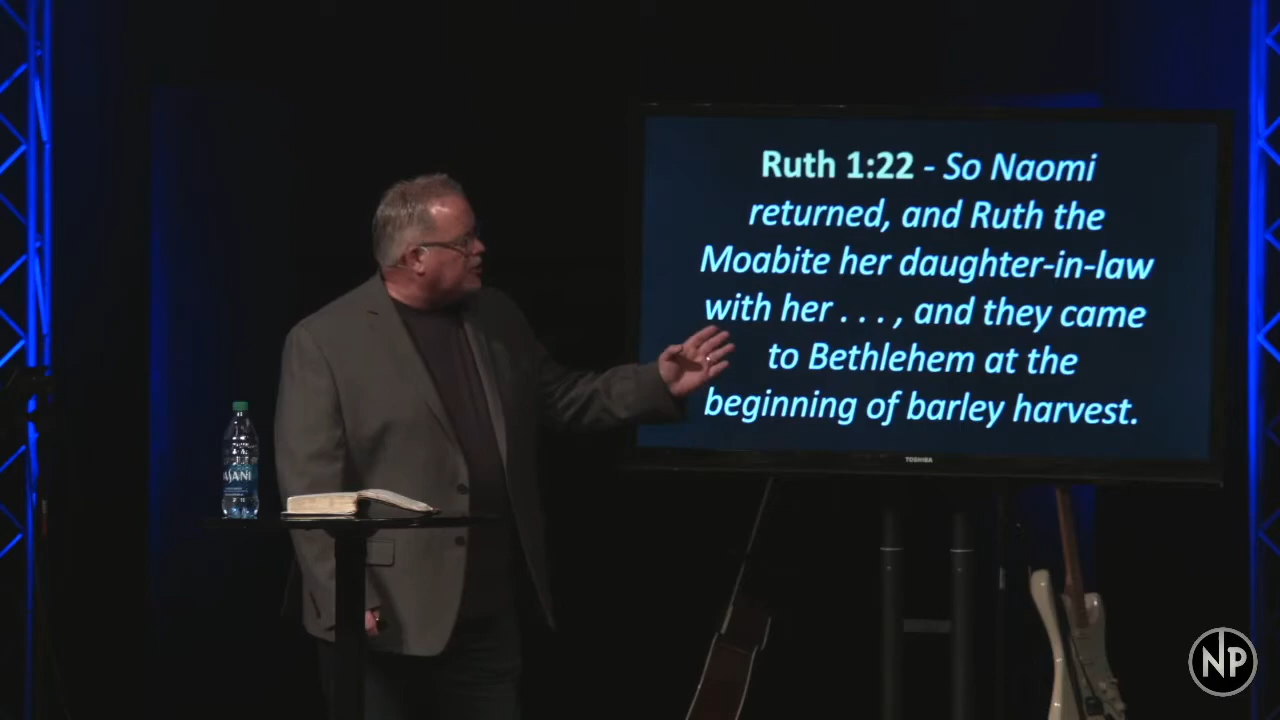 Ruth 1:22 - So Naomi
returned, and Ruth the
Moabite her daughter-in-law
with her . . . , and they came
to Bethlehem at the
beginning of barley harvest.
TOSHIBA
ASANI
NP